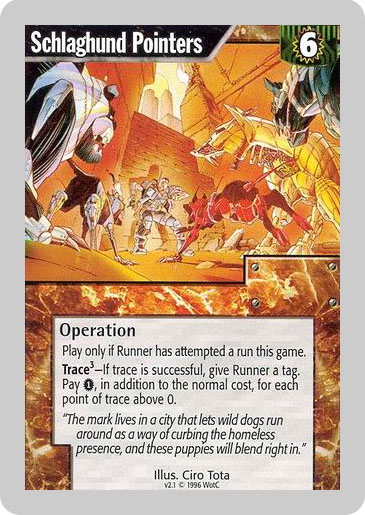 Schlaghund Pointers
6
Operation
Play only if Runner has attempted a run this game.
Trace³–If trace is successful, give Runner a tag.
Pay 1, in addition to the normal cost, for each
point of trace above 0.
"The mark lives in a city that lets wild dogs run
around as a way of curbing the homeless
presence, and these puppies will blend right in."
Illus. Ciro Tota
v2.1 © 1996 WotC